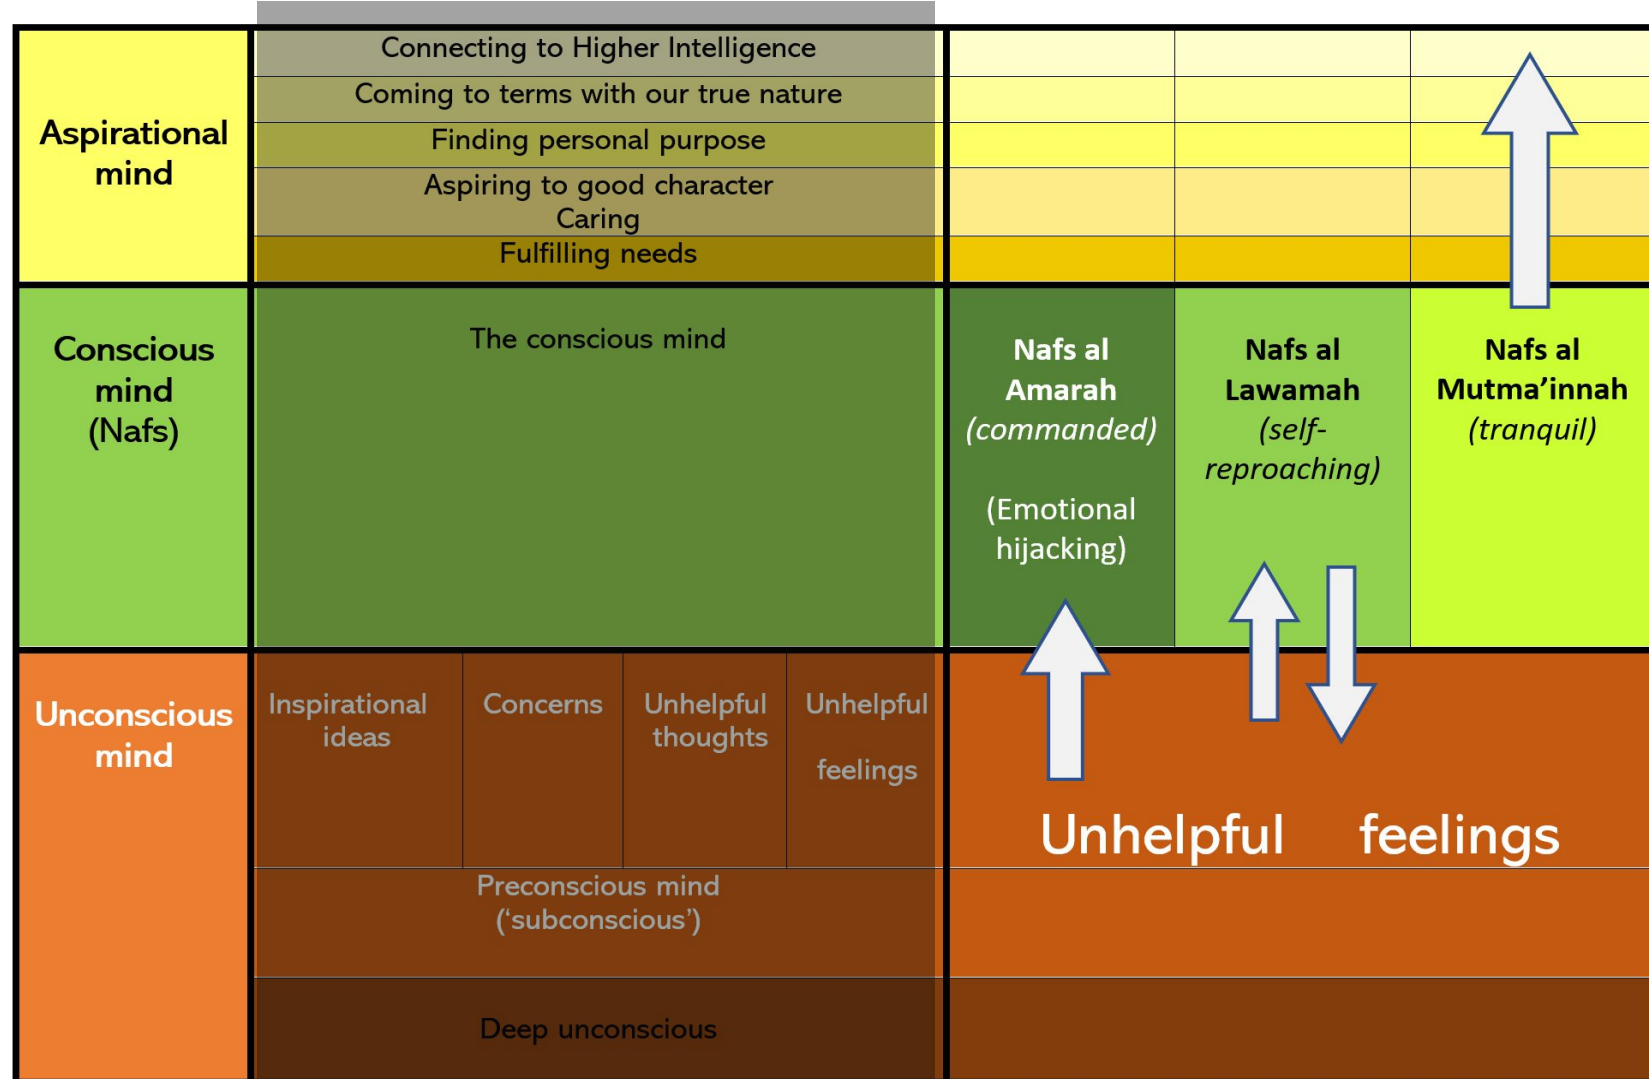 Aspirational
mind
Connecting to Higher Intelligence
Coming to terms with our true nature
Finding personal purpose
Aspiring to good character
Caring
Fulfilling needs
Conscious
mind
(Nafs)
The conscious mind
Nafs al
Amarah
(commanded)
(Emotional
hijacking)
Nafs al
Lawamah
(self-
reproaching)
Nafs al
Mutma’innah
(tranquil)
Unconscious
mind
Inspirational
ideas
Concerns
Unhelpful
thoughts
Unhelpful
feelings
Unhelpful feelings
Preconscious mind
(‘subconscious’)
Deep unconscious